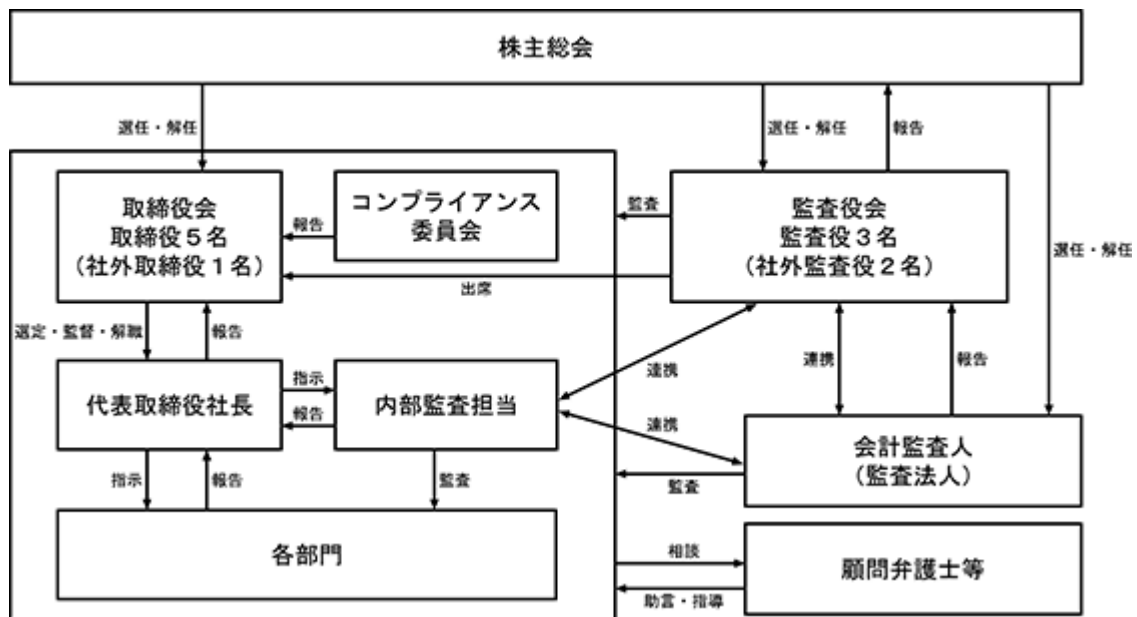 株主総会
選任・解任
選任・解任
報告
選任・解任
取締役会
取締役5名
(社外取締役1名)
報告
コンプライアンス
委員会
監査
監査役会
監査役3名
(社外監査役2名)
出席
選定・監督・解職
報告
連携
連携
報告
代表取締役社長
指示
報告
内部監査担当
連携
会計監査人
(監査法人)
指示
報告
監査
監査
各部門
相談
助言・指導
顧問弁護士等